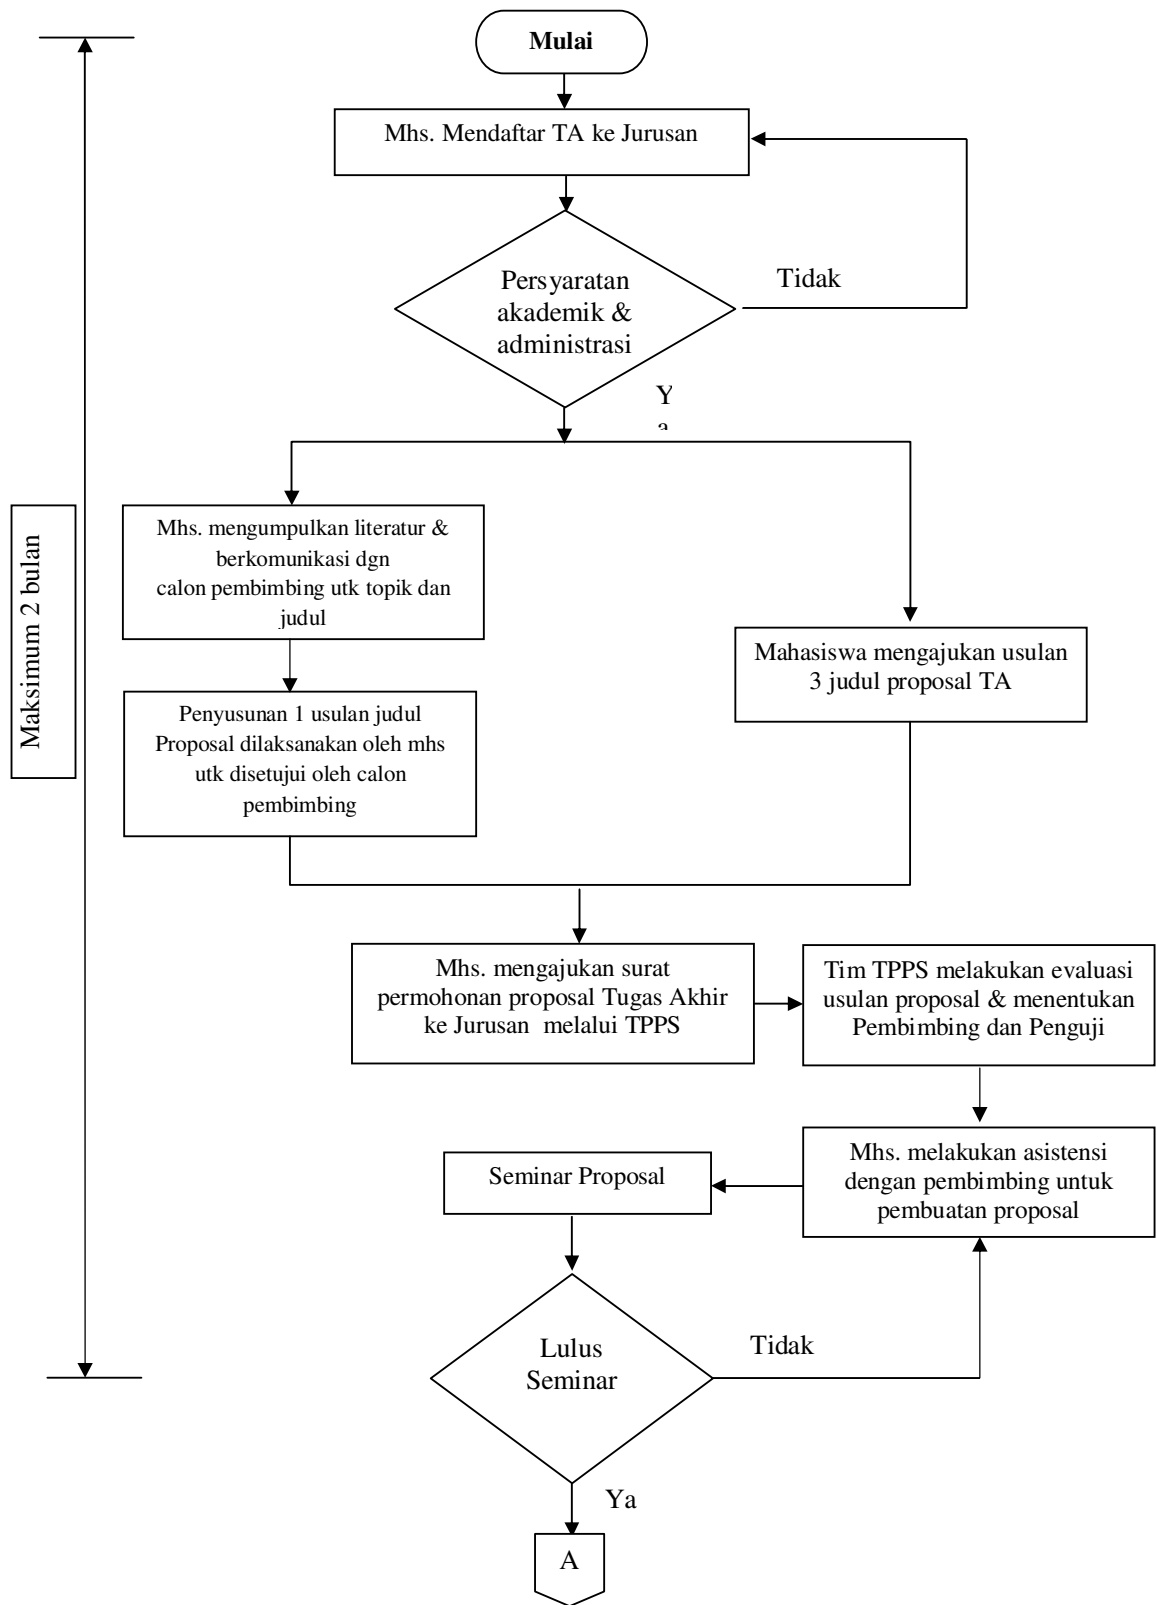 Mulai
Mhs. Mendaftar TA ke Jurusan
Persyaratan
akademik &
administrasi
Tidak
Y
a
Maksimum 2 bulan
Mhs. mengumpulkan literatur &
berkomunikasi dgn
calon pembimbing utk topik dan
judul
Mahasiswa mengajukan usulan
3 judul proposal TA
Penyusunan 1 usulan judul
Proposal dilaksanakan oleh mhs
utk disetujui oleh calon
pembimbing
Mhs. mengajukan surat
permohonan proposal Tugas Akhir
ke Jurusan melalui TPPS
Tim TPPS melakukan evaluasi
usulan proposal & menentukan
Pembimbing dan Penguji
Mhs. melakukan asistensi
dengan pembimbing untuk
pembuatan proposal
Seminar Proposal
Lulus
Seminar
Tidak
Ya
A